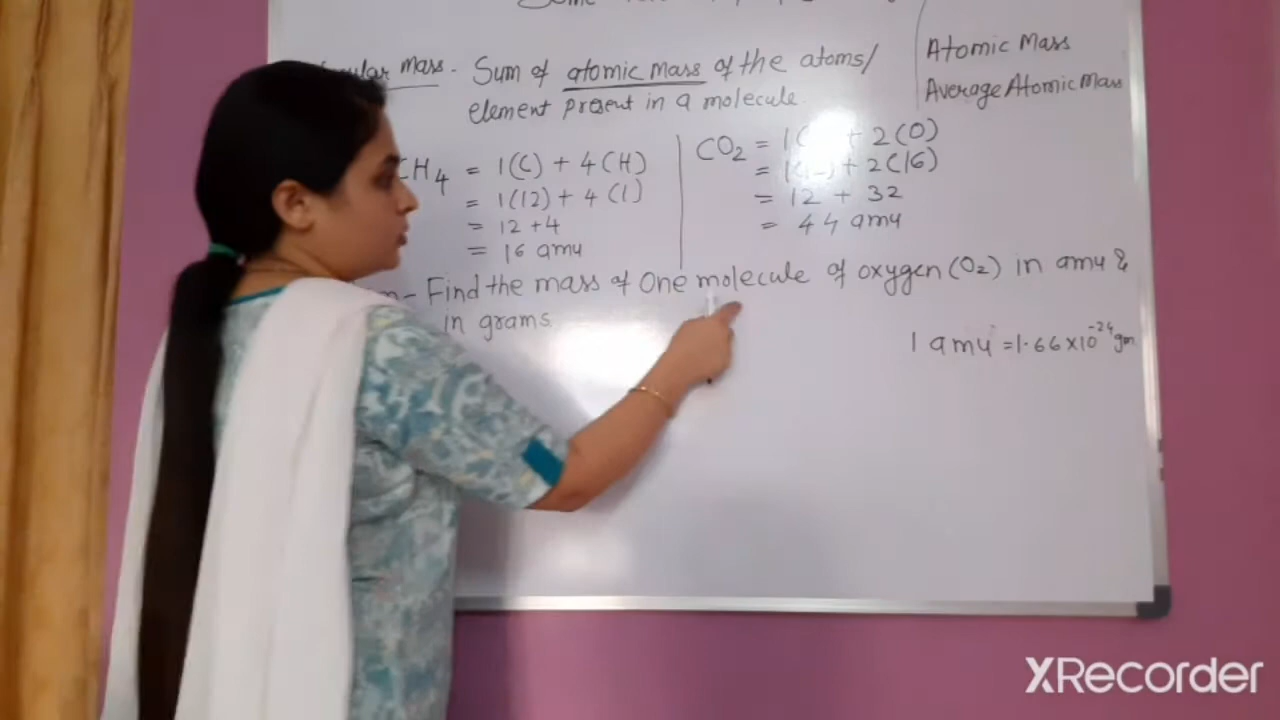 Mass. Sum of atomic mass of the atoms/
element present in a molecule.
Atomic Mass
Average Atomic Mass
CH4 = 1(C) + 4(H)
= 1(12) + 4(1)
= 12 + 4
= 16 amu
CO2 = 1( + 2(O)
= + 2(16)
= 12 + 32
= 44 amu
Find the mass of One molecule of oxygen (O2) in amu &
in grams.
1 amu = 1.66×10⁻²⁴ gm
XRecorder